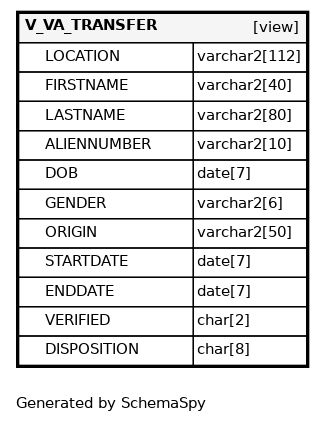 V_VA_TRANSFER [view]
LOCATION varchar2[112]
FIRSTNAME varchar2[40]
LASTNAME varchar2[80]
ALIENNUMBER varchar2[10]
DOB date[7]
GENDER varchar2[6]
ORIGIN varchar2[50]
STARTDATE date[7]
ENDDATE date[7]
VERIFIED char[2]
DISPOSITION char[8]
Generated by SchemaSpy